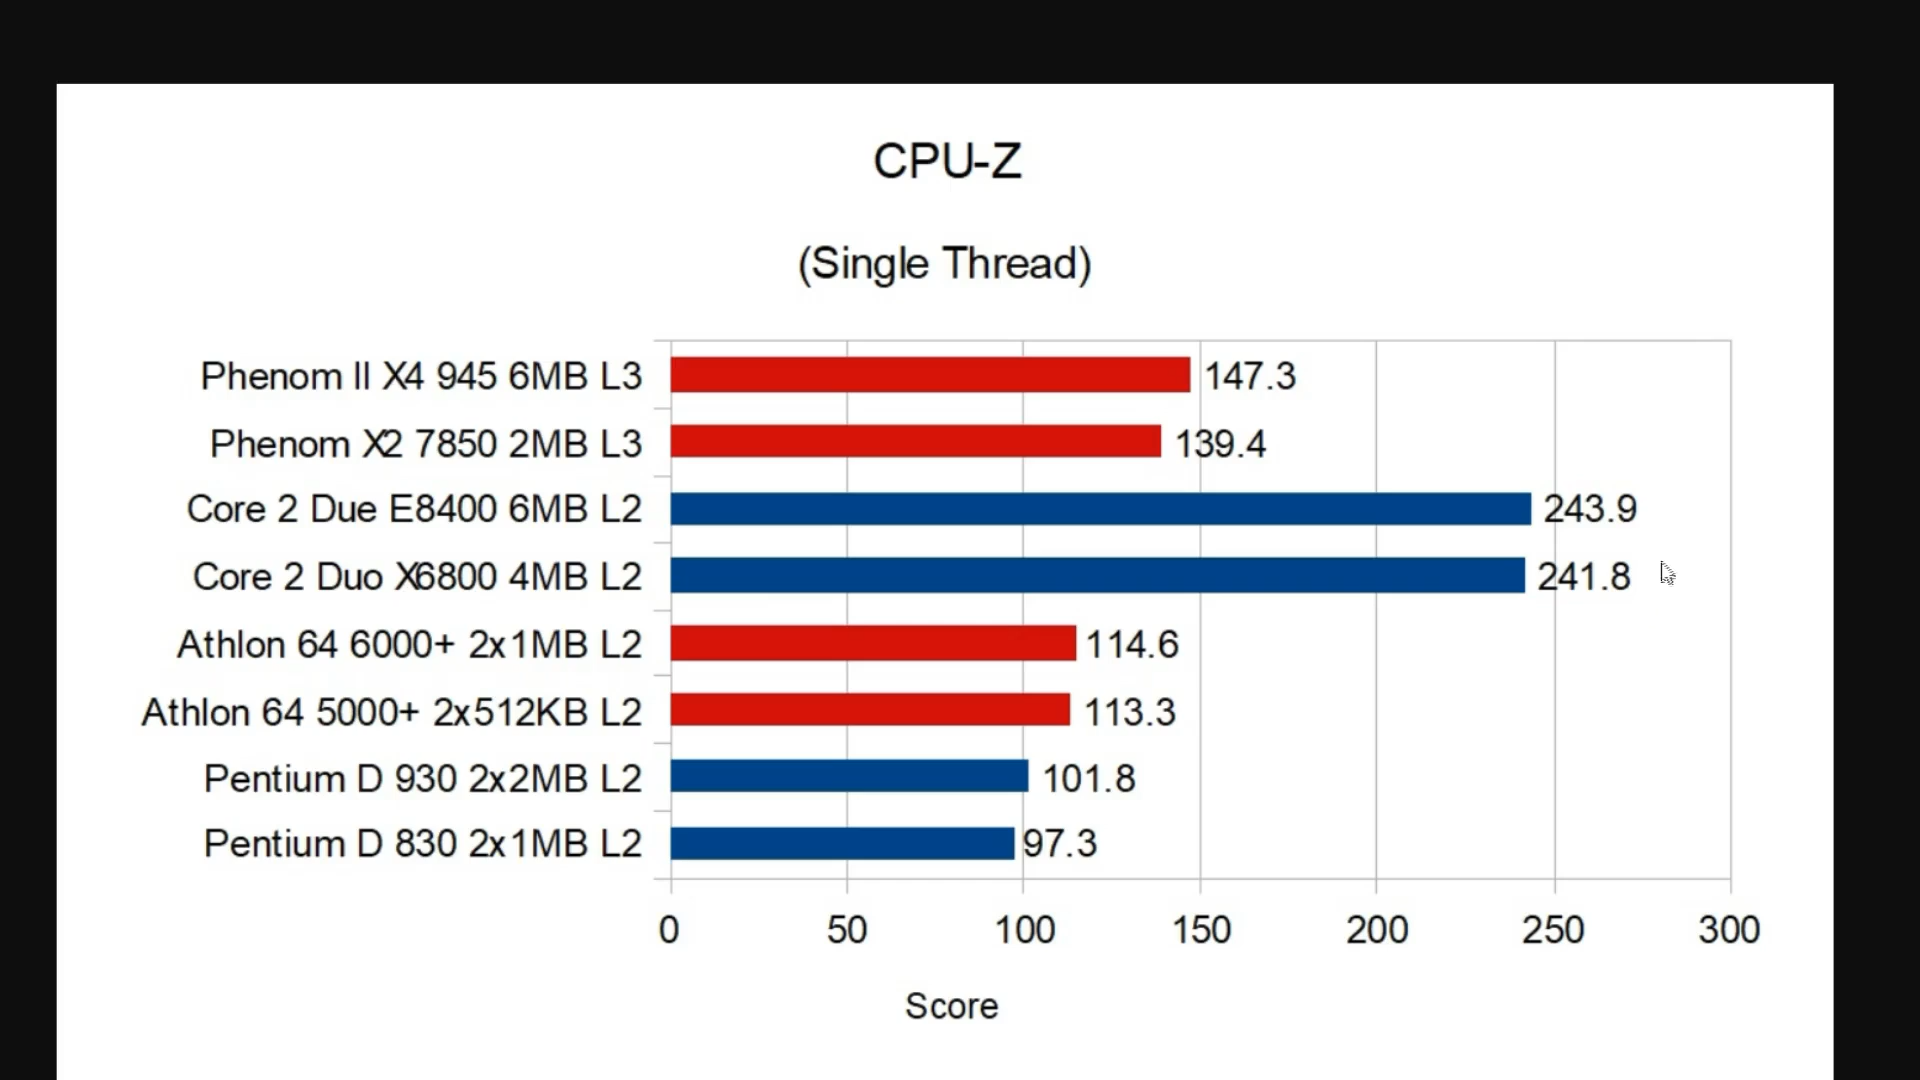 CPU-Z
(Single Thread)
Phenom II X4 945 6MB L3 147.3
Phenom X2 7850 2MB L3 139.4
Core 2 Due E8400 6MB L2 243.9
Core 2 Duo X6800 4MB L2 241.8
Athlon 64 6000+ 2x1MB L2 114.6
Athlon 64 5000+ 2x512KB L2 113.3
Pentium D 930 2x2MB L2 101.8
Pentium D 830 2x1MB L2 97.3
0 50 100 150 200 250 300
Score